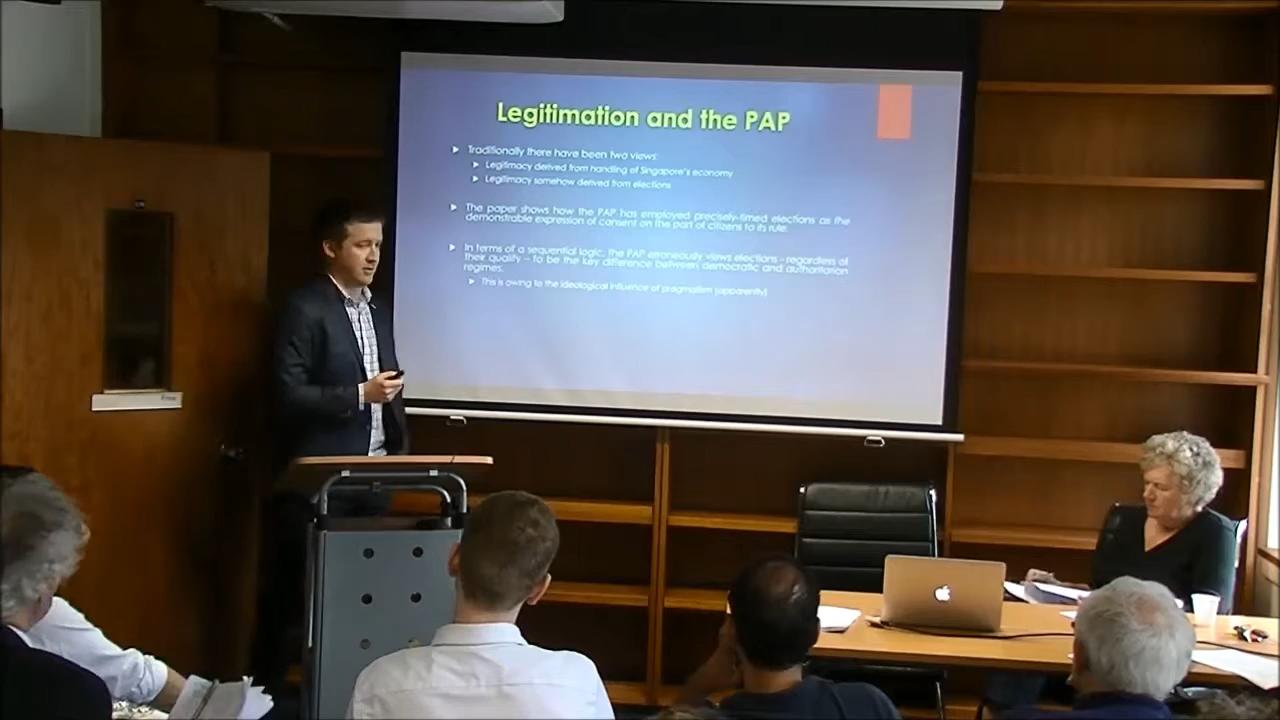 Legitimation and the PAP
Traditionally there have been two views:
Legitimacy derived from handling of Singapore's economy
Legitimacy somehow derived from elections
The paper shows how the PAP has employed precisely-timed elections as the
demonstrable expression of consent on the part of citizens to its rule.
In terms of a sequential logic, the PAP erroneously views elections - regardless of
their quality – to be the key difference between democratic and authoritarian
regimes.
This is owing to the ideological influence of pragmatism (apparently)
Free